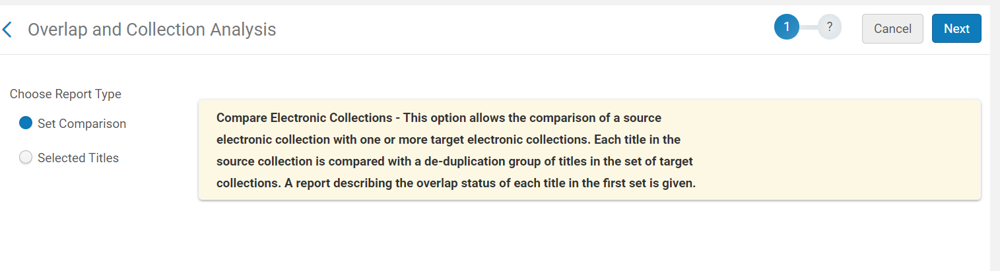 Overlap and Collection Analysis
1
?
Cancel
Next
Choose Report Type
Set Comparison
Selected Titles
Compare Electronic Collections - This option allows the comparison of a source
electronic collection with one or more target electronic collections. Each title in the
source collection is compared with a de-duplication group of titles in the set of target
collections. A report describing the overlap status of each title in the first set is given.